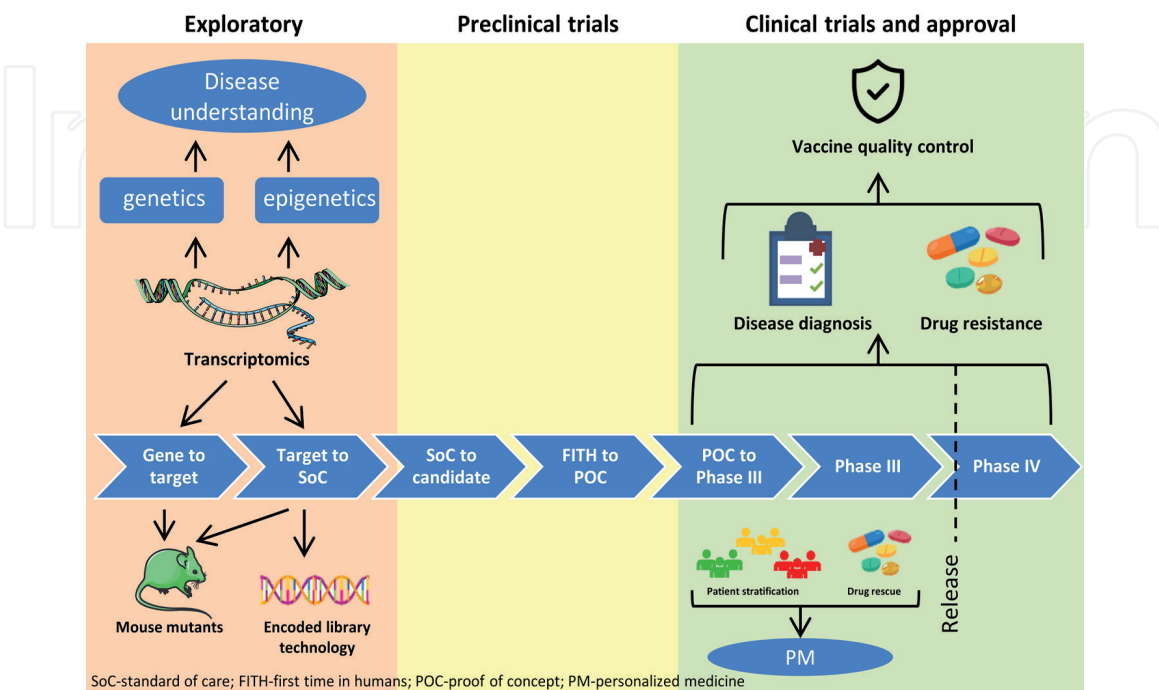 Exploratory
Preclinical trials
Clinical trials and approval
Disease
understanding
genetics
epigenetics
Transcriptomics
Vaccine quality control
Disease diagnosis
Drug resistance
Gene to
target
Target to
SoC
SoC to
candidate
FITH to
POC
POC to
Phase III
Phase III
Phase IV
Mouse mutants
Encoded library
technology
Patient stratification
Drug rescue
Release
PM
SoC-standard of care; FITH-first time in humans; POC-proof of concept; PM-personalized medicine